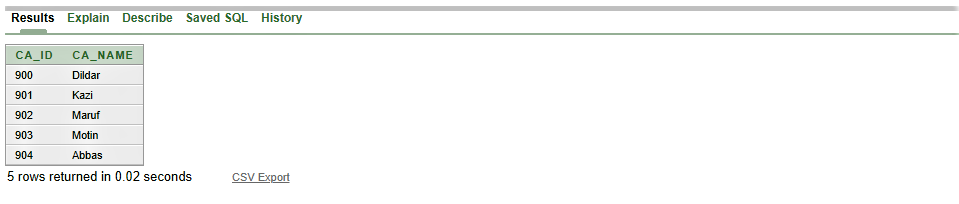 Results Explain Describe Saved SQL History
CA_ID CA_NAME
900 Dildar
901 Kazi
902 Maruf
903 Motin
904 Abbas
5 rows returned in 0.02 seconds CSV Export